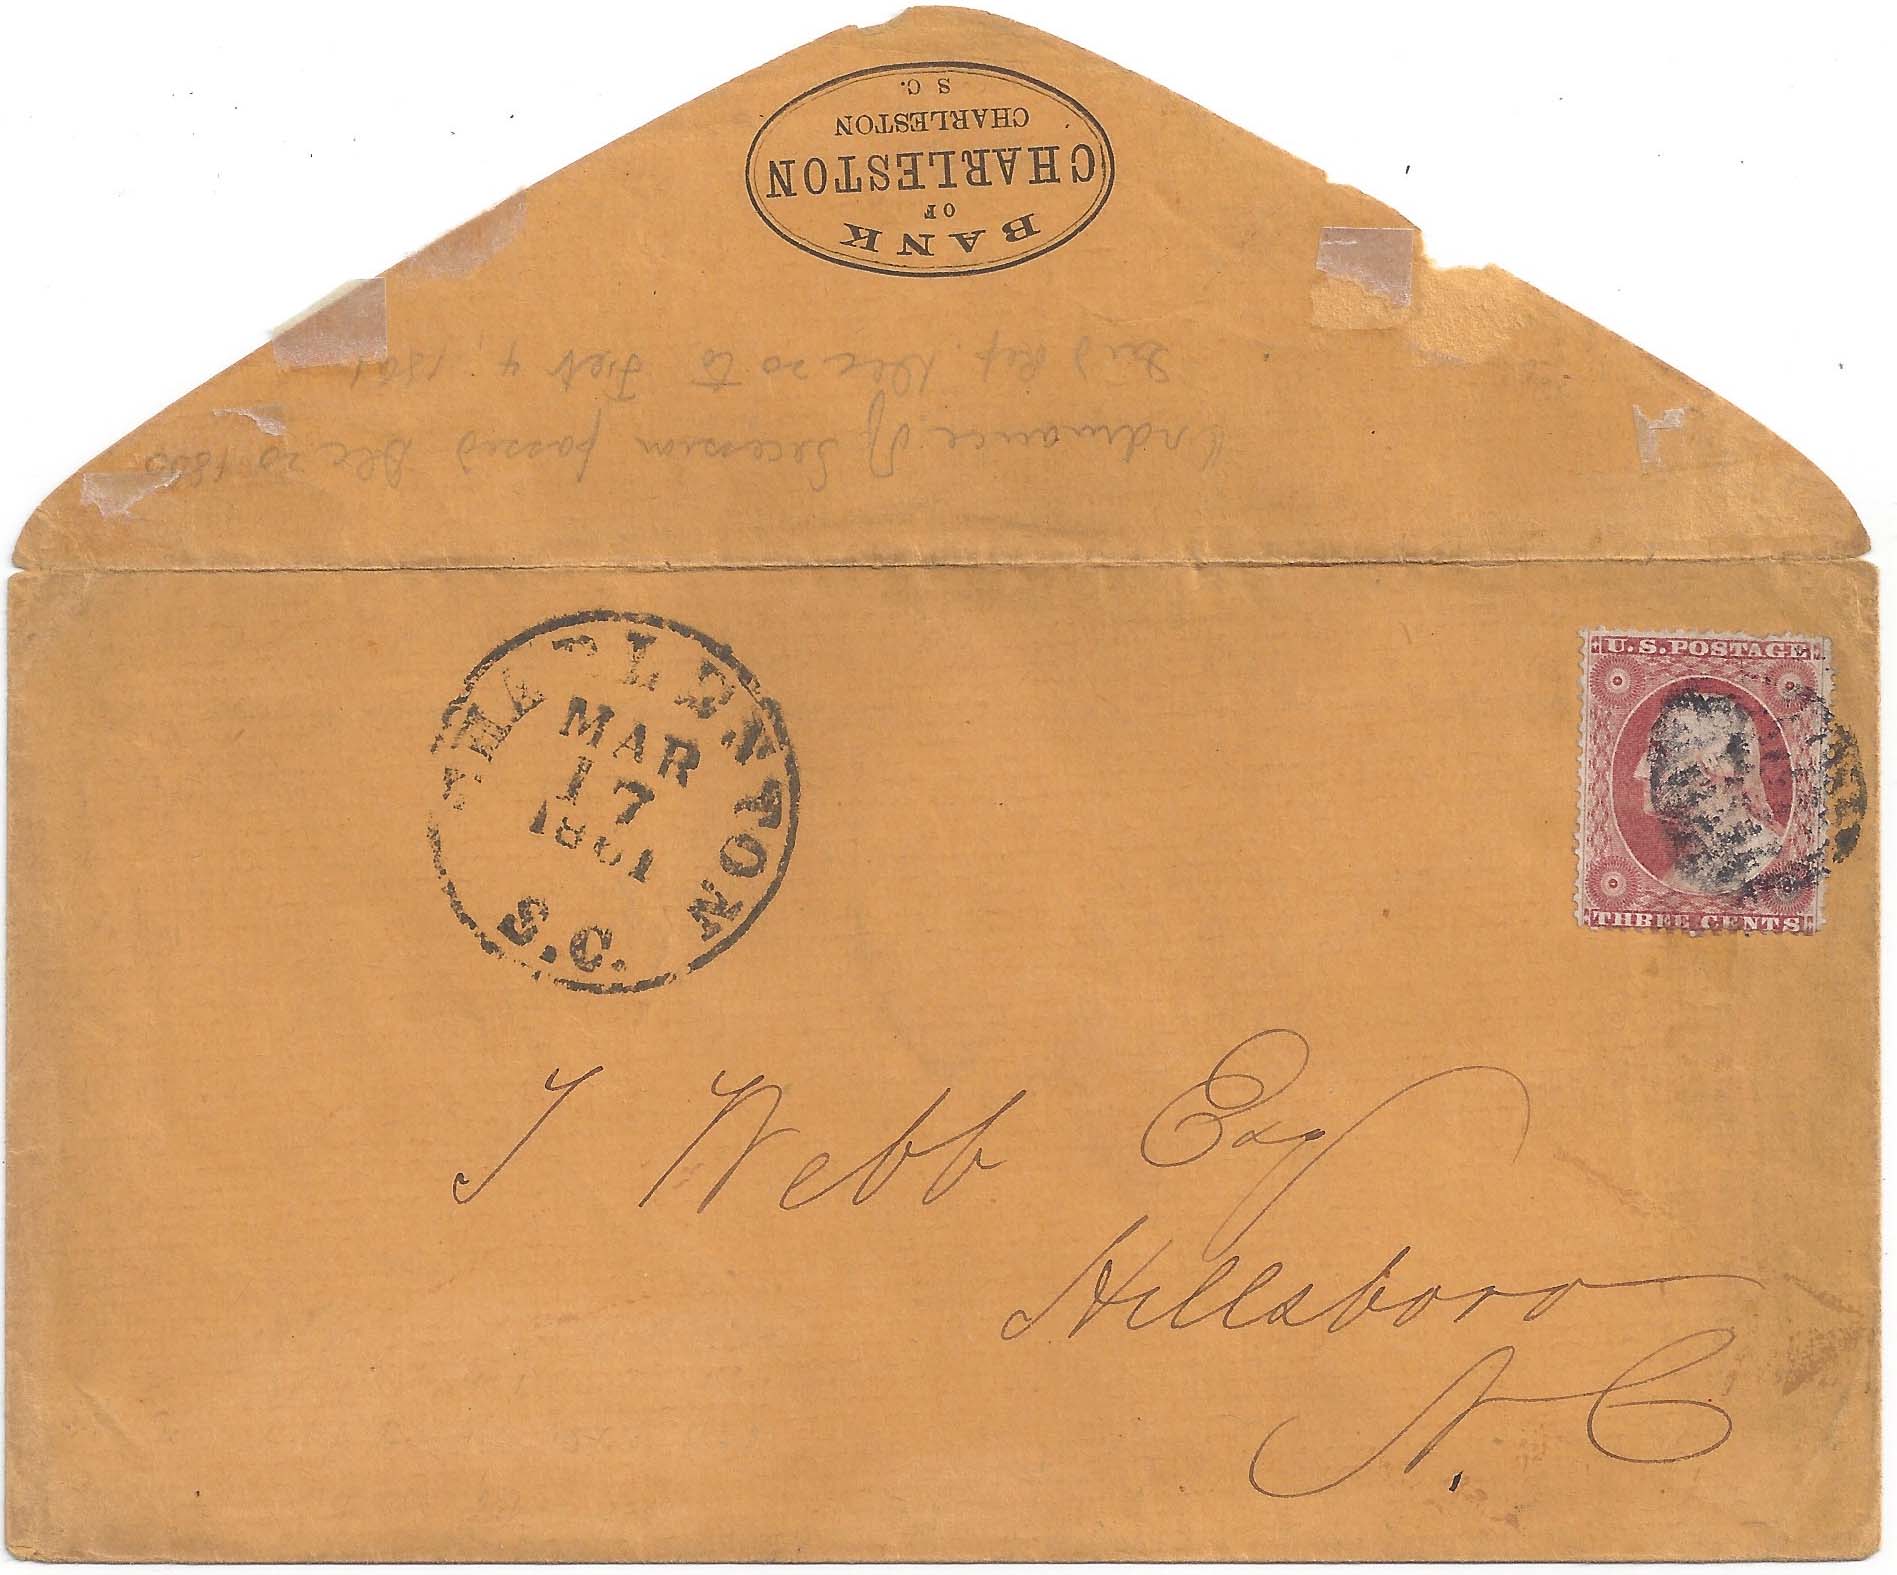 BANK
OF
CHARLESTON
CHARLESTON
S C.
Ordinance of Secession passed Dec 20 1860
Rep. Dec 20 to Feb 4, 1861
CHARLESTON
MAR
17
1861
S.C.
U.S.POSTAGE
THREE CENTS
J Webb Esq
Hillsboro
N. C